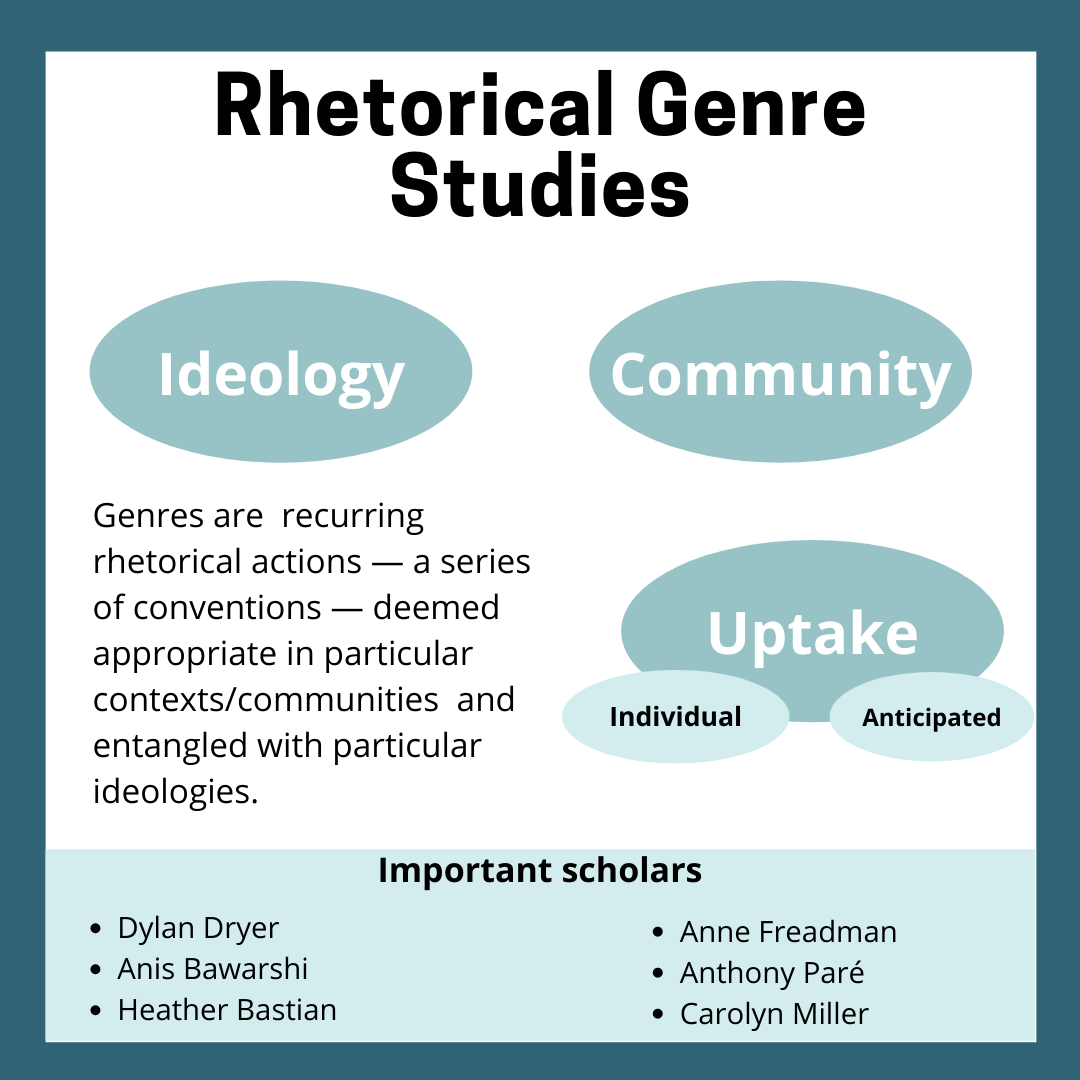 Rhetorical Genre
Studies
Ideology
Community
Genres are  recurring
rhetorical actions — a series
of conventions — deemed
appropriate in particular
contexts/communities  and
entangled with particular
ideologies.
Uptake
Individual
Anticipated
Important scholars
• Dylan Dryer
• Anis Bawarshi
• Heather Bastian
• Anne Freadman
• Anthony Paré
• Carolyn Miller